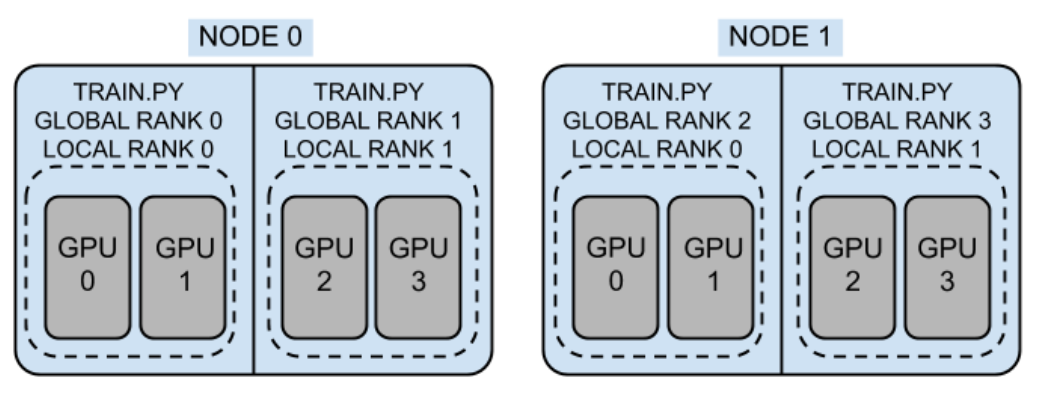 NODE 0
TRAIN.PY
GLOBAL RANK 0
LOCAL RANK 0
GPU
0
GPU
1
TRAIN.PY
GLOBAL RANK 1
LOCAL RANK 1
GPU
2
GPU
3
NODE 1
TRAIN.PY
GLOBAL RANK 2
LOCAL RANK 0
GPU
0
GPU
1
TRAIN.PY
GLOBAL RANK 3
LOCAL RANK 1
GPU
2
GPU
3